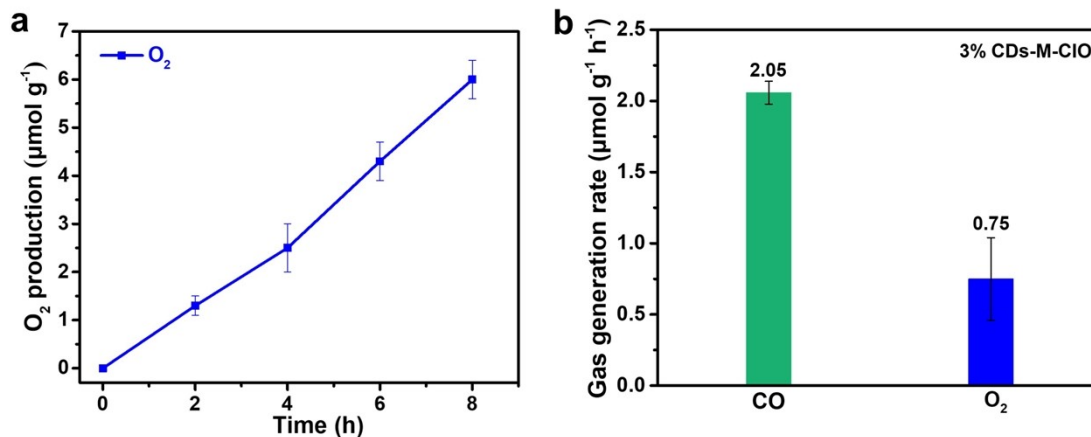 a
O₂
O₂ production (µmol g⁻¹)
7
6
5
4
3
2
1
0
0 2 4 6 8
Time (h)
b
3% CDs-M-ClO
Gas generation rate (µmol g⁻¹ h⁻¹)
2.5
2.0
1.5
1.0
0.5
0.0
2.05
0.75
CO O₂